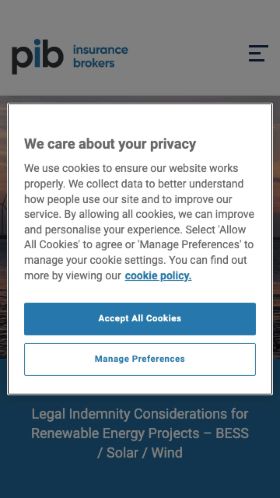 pib insurance
brokers
We care about your privacy
We use cookies to ensure our website works
properly. We collect data to better understand
how people use our site and to improve our
service. By allowing all cookies, we can improve
and personalise your experience. Select 'Allow
All Cookies' to agree or 'Manage Preferences' to
manage your cookie settings. You can find out
more by viewing our cookie policy.
Accept All Cookies
Manage Preferences
Legal Indemnity Considerations for
Renewable Energy Projects – BESS
/ Solar / Wind